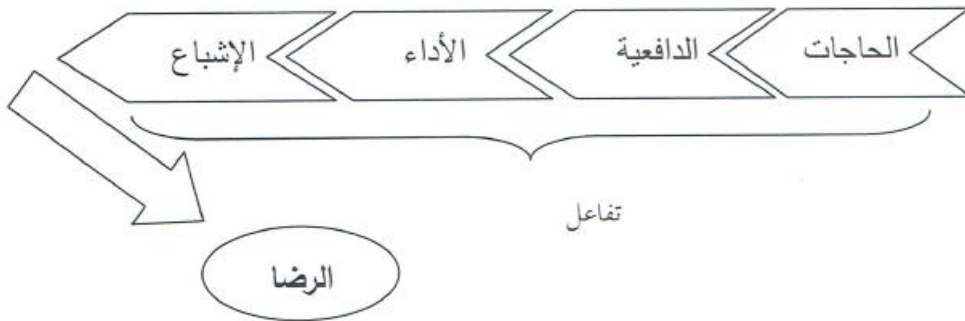 الحاجات
الدافعية
الأداء
الإشباع
تفاعل
الرضا